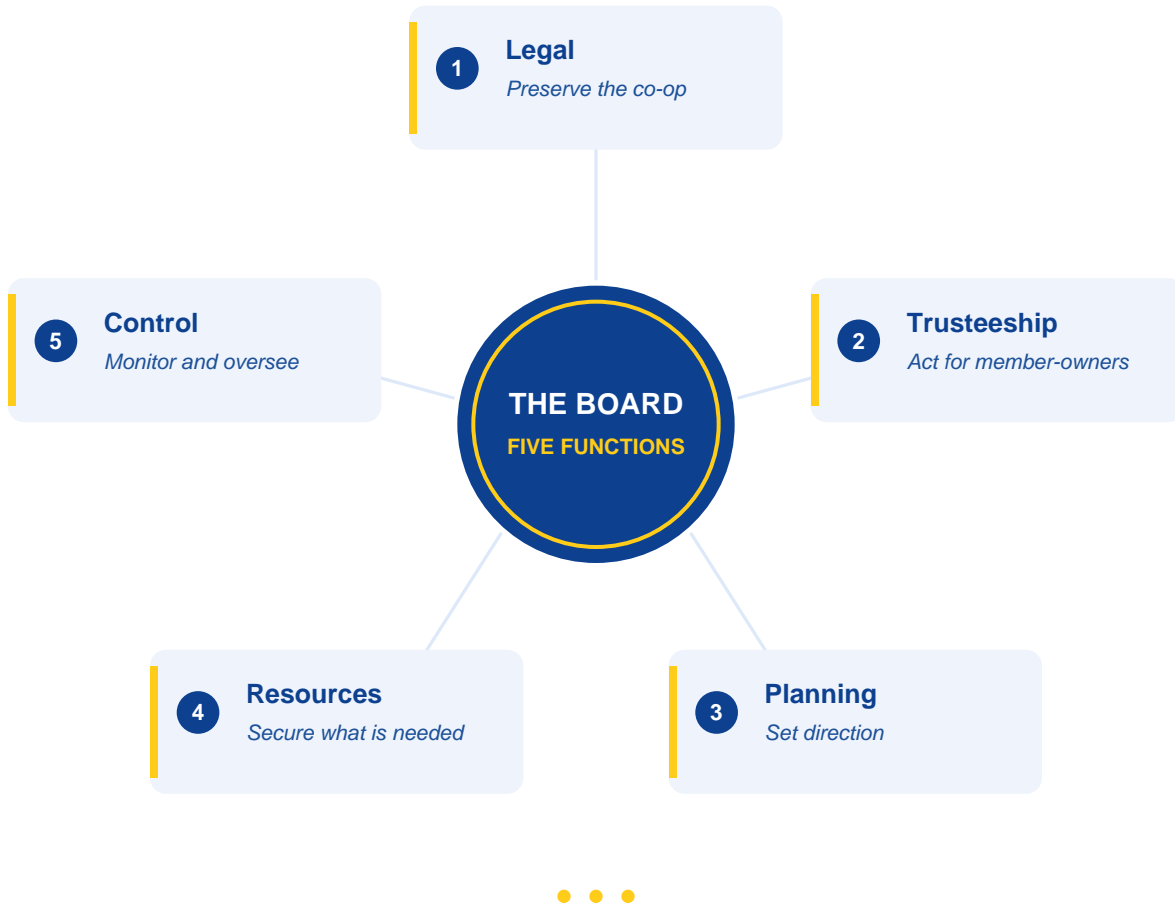 1
Legal
Preserve the co-op
5
Control
Monitor and oversee
THE BOARD
FIVE FUNCTIONS
2
Trusteeship
Act for member-owners
4
Resources
Secure what is needed
3
Planning
Set direction